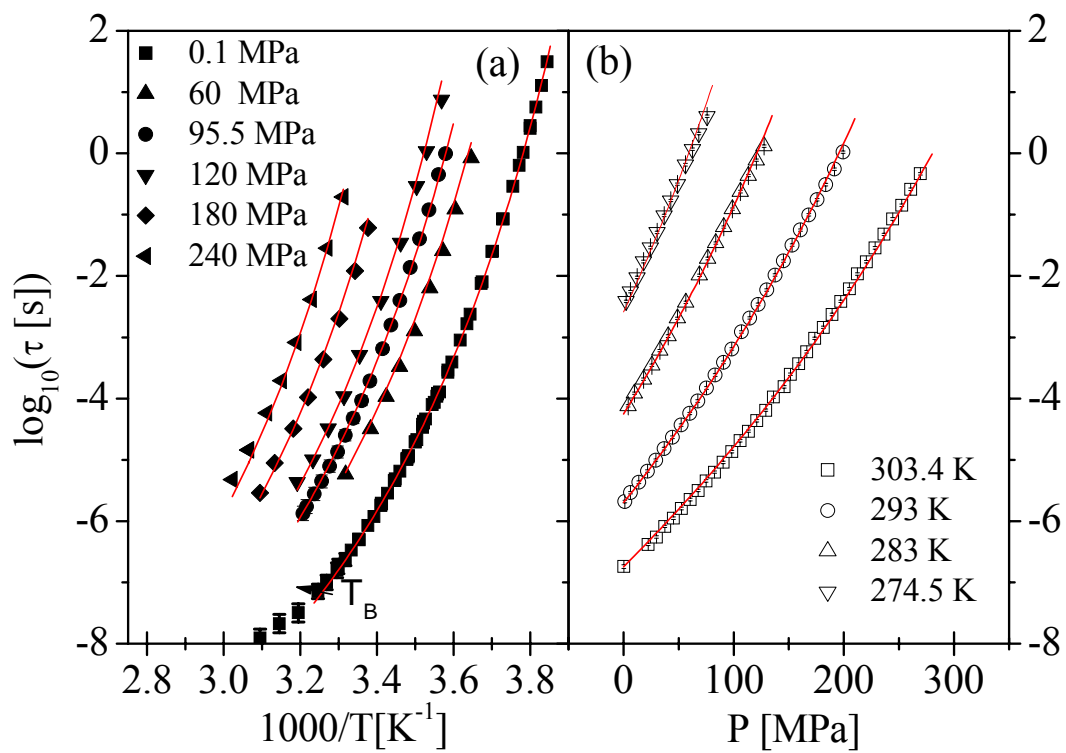 (a)
0.1 MPa
60 MPa
95.5 MPa
120 MPa
180 MPa
240 MPa
T_B
2
0
-2
-4
-6
-8
log₁₀(τ [s])
2.8 3.0 3.2 3.4 3.6 3.8
1000/T[K⁻¹]
(b)
303.4 K
293 K
283 K
274.5 K
2
0
-2
-4
-6
-8
0 100 200 300
P [MPa]